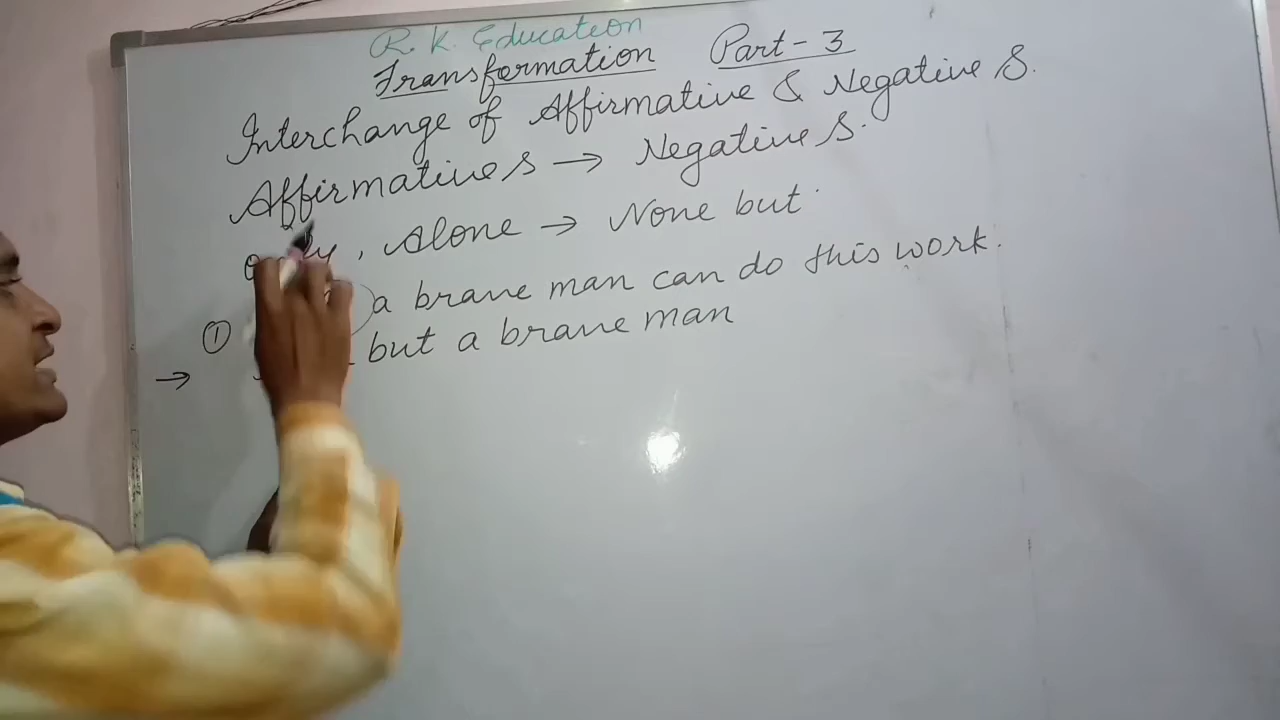 R. K. Education
Transformation Part - 3
Interchange of Affirmative & Negative S.
Affirmative S → Negative S.
Alone → None but
① a brave man can do this work.
→ but a brave man